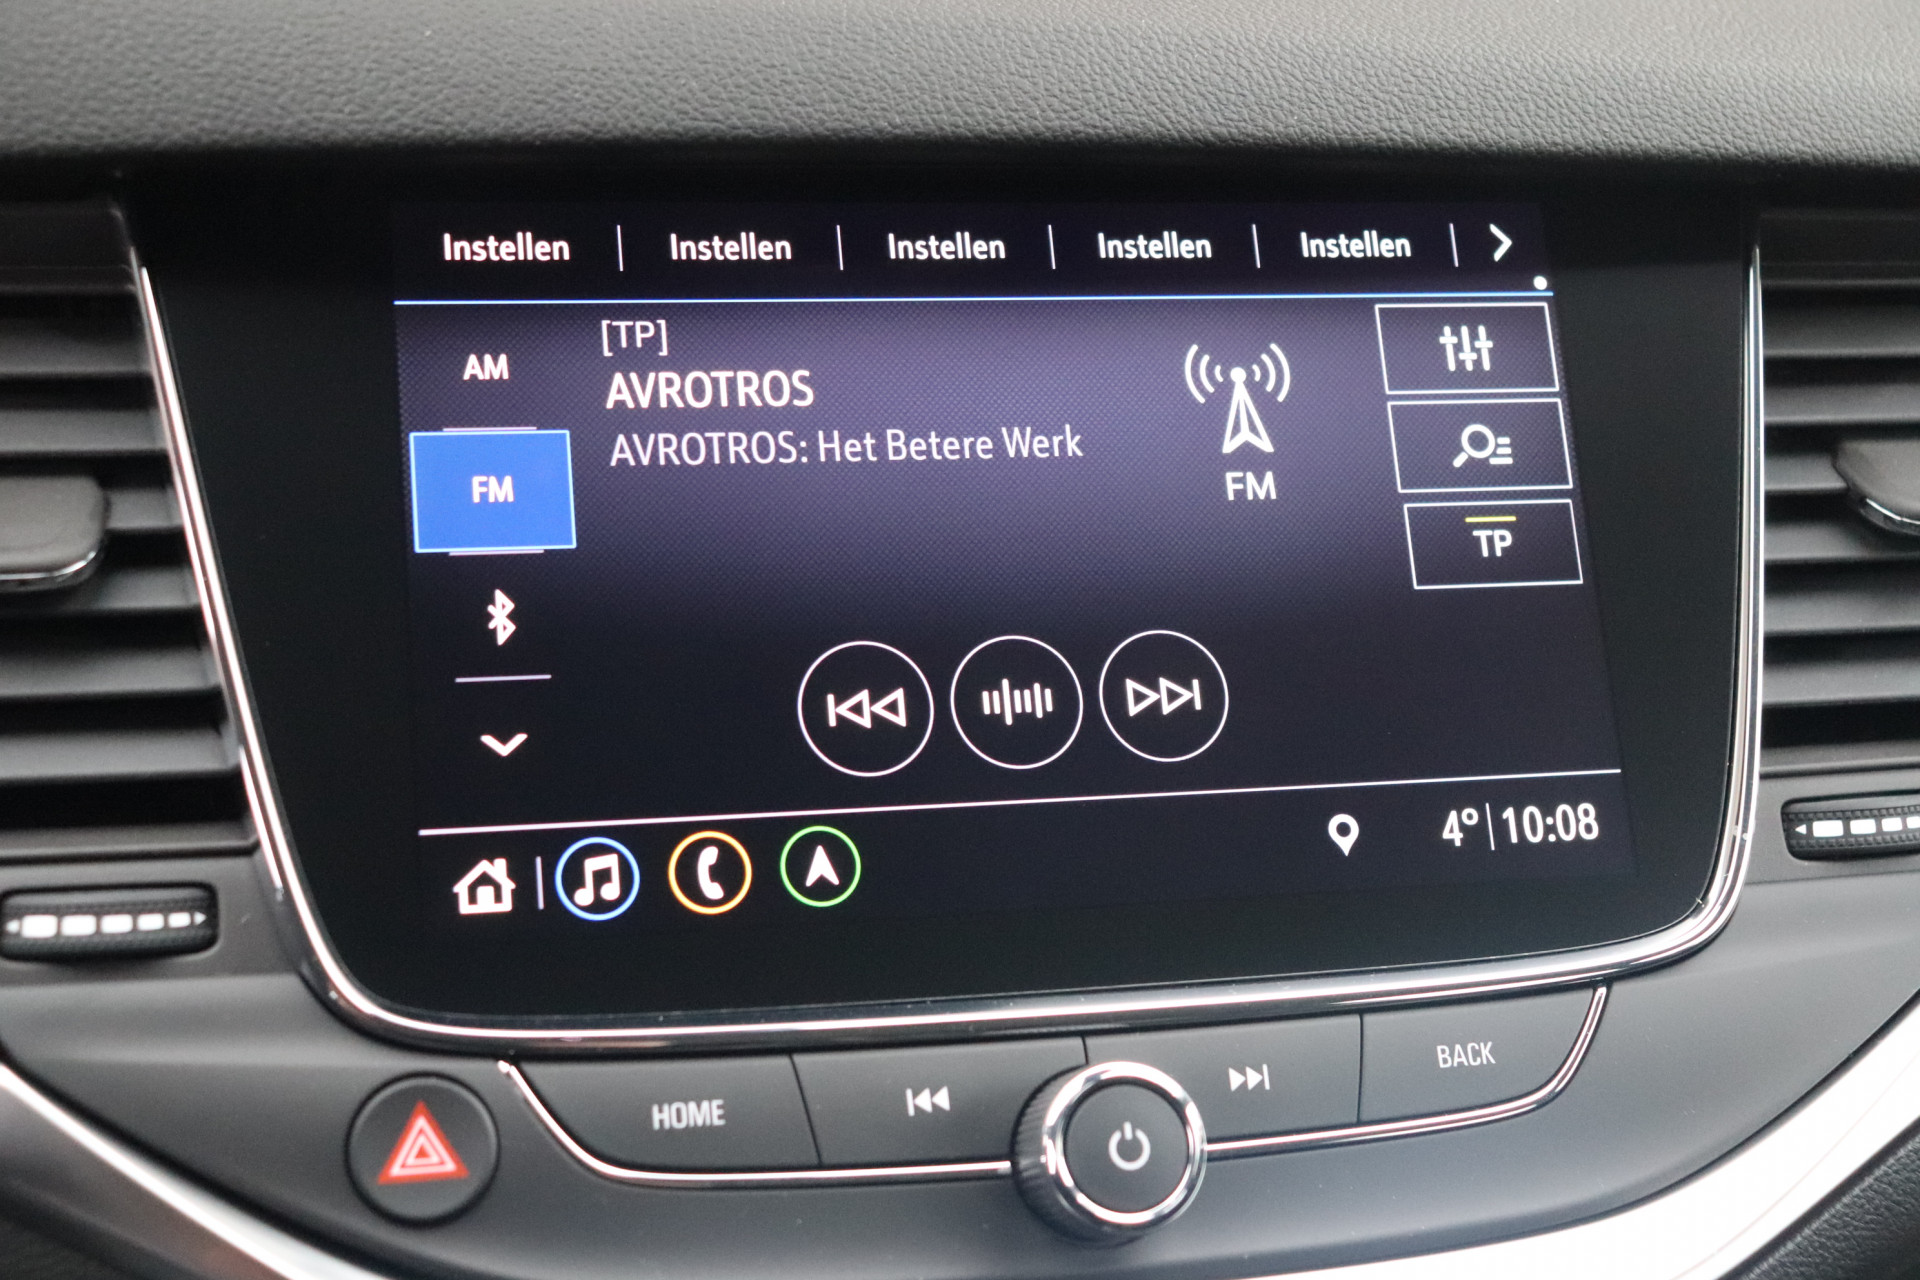 Instellen Instellen Instellen Instellen Instellen
[TP]
AM
AVROTROS
AVROTROS: Het Betere Werk
FM
FM
TP
4° 10:08
HOME
BACK